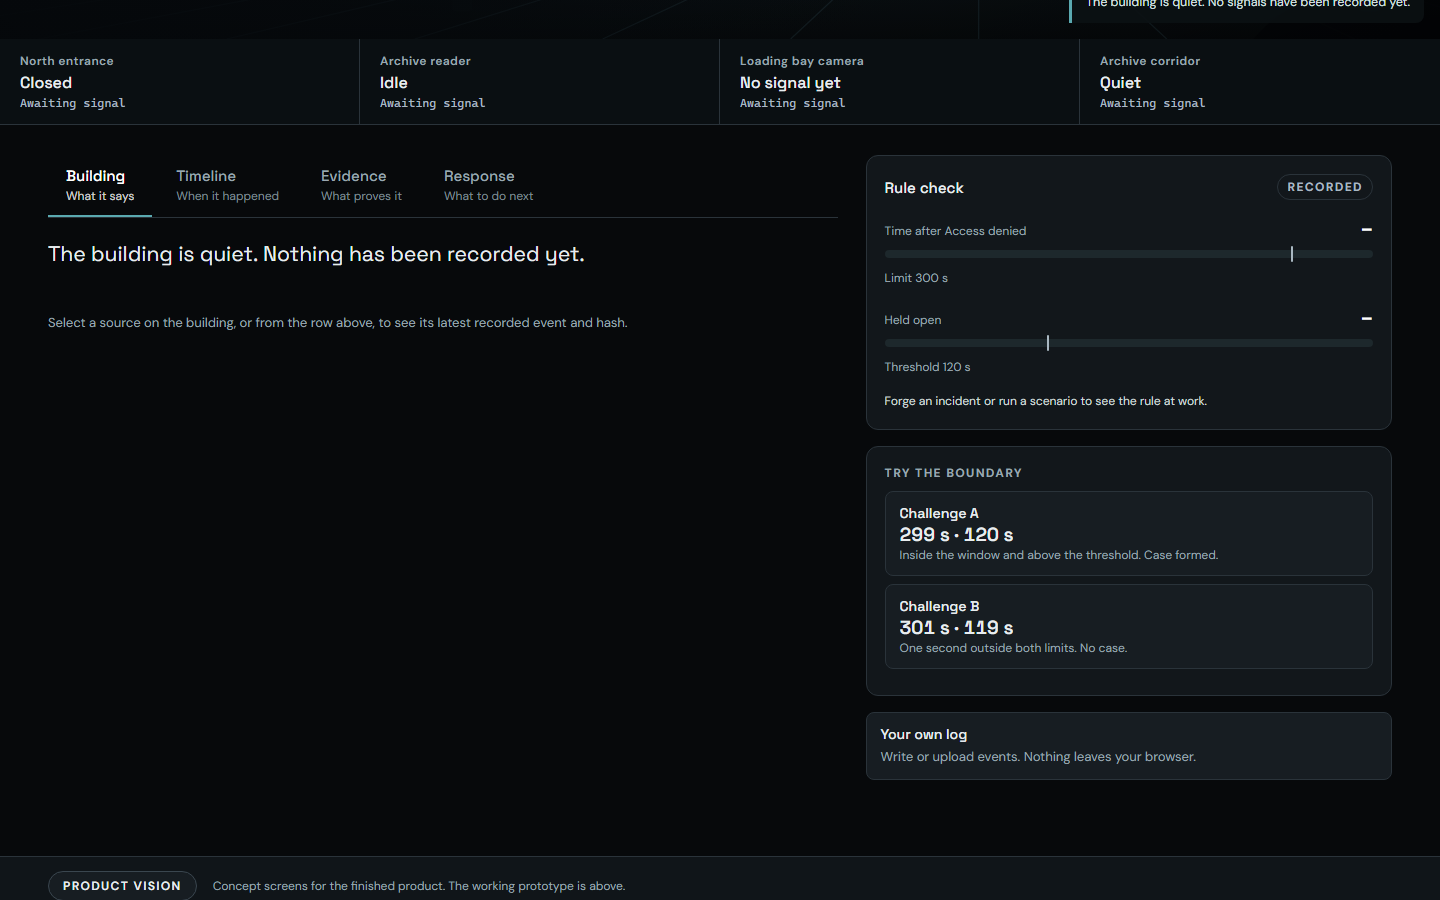 The building is quiet. No signals have been recorded yet.
North entrance
Closed
Awaiting signal
Archive reader
Idle
Awaiting signal
Loading bay camera
No signal yet
Awaiting signal
Archive corridor
Quiet
Awaiting signal
Building
What it says
Timeline
When it happened
Evidence
What proves it
Response
What to do next
The building is quiet. Nothing has been recorded yet.
Select a source on the building, or from the row above, to see its latest recorded event and hash.
Rule check
RECORDED
Time after Access denied
–
Limit 300 s
Held open
–
Threshold 120 s
Forge an incident or run a scenario to see the rule at work.
TRY THE BOUNDARY
Challenge A
299 s · 120 s
Inside the window and above the threshold. Case formed.
Challenge B
301 s · 119 s
One second outside both limits. No case.
Your own log
Write or upload events. Nothing leaves your browser.
PRODUCT VISION
Concept screens for the finished product. The working prototype is above.